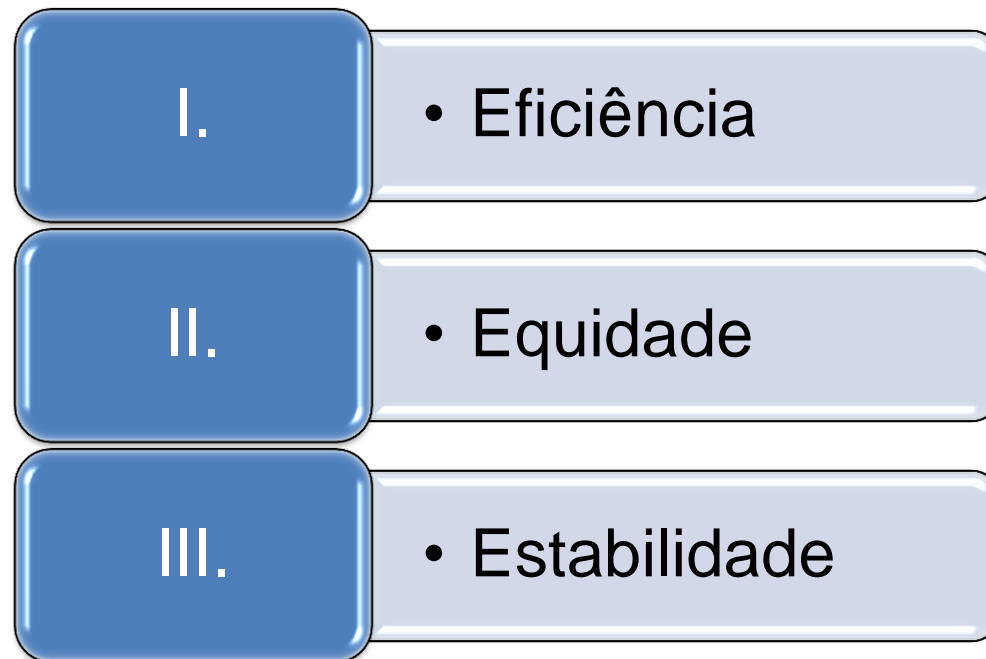 I.
• Eficiência
II.
• Equidade
III.
• Estabilidade